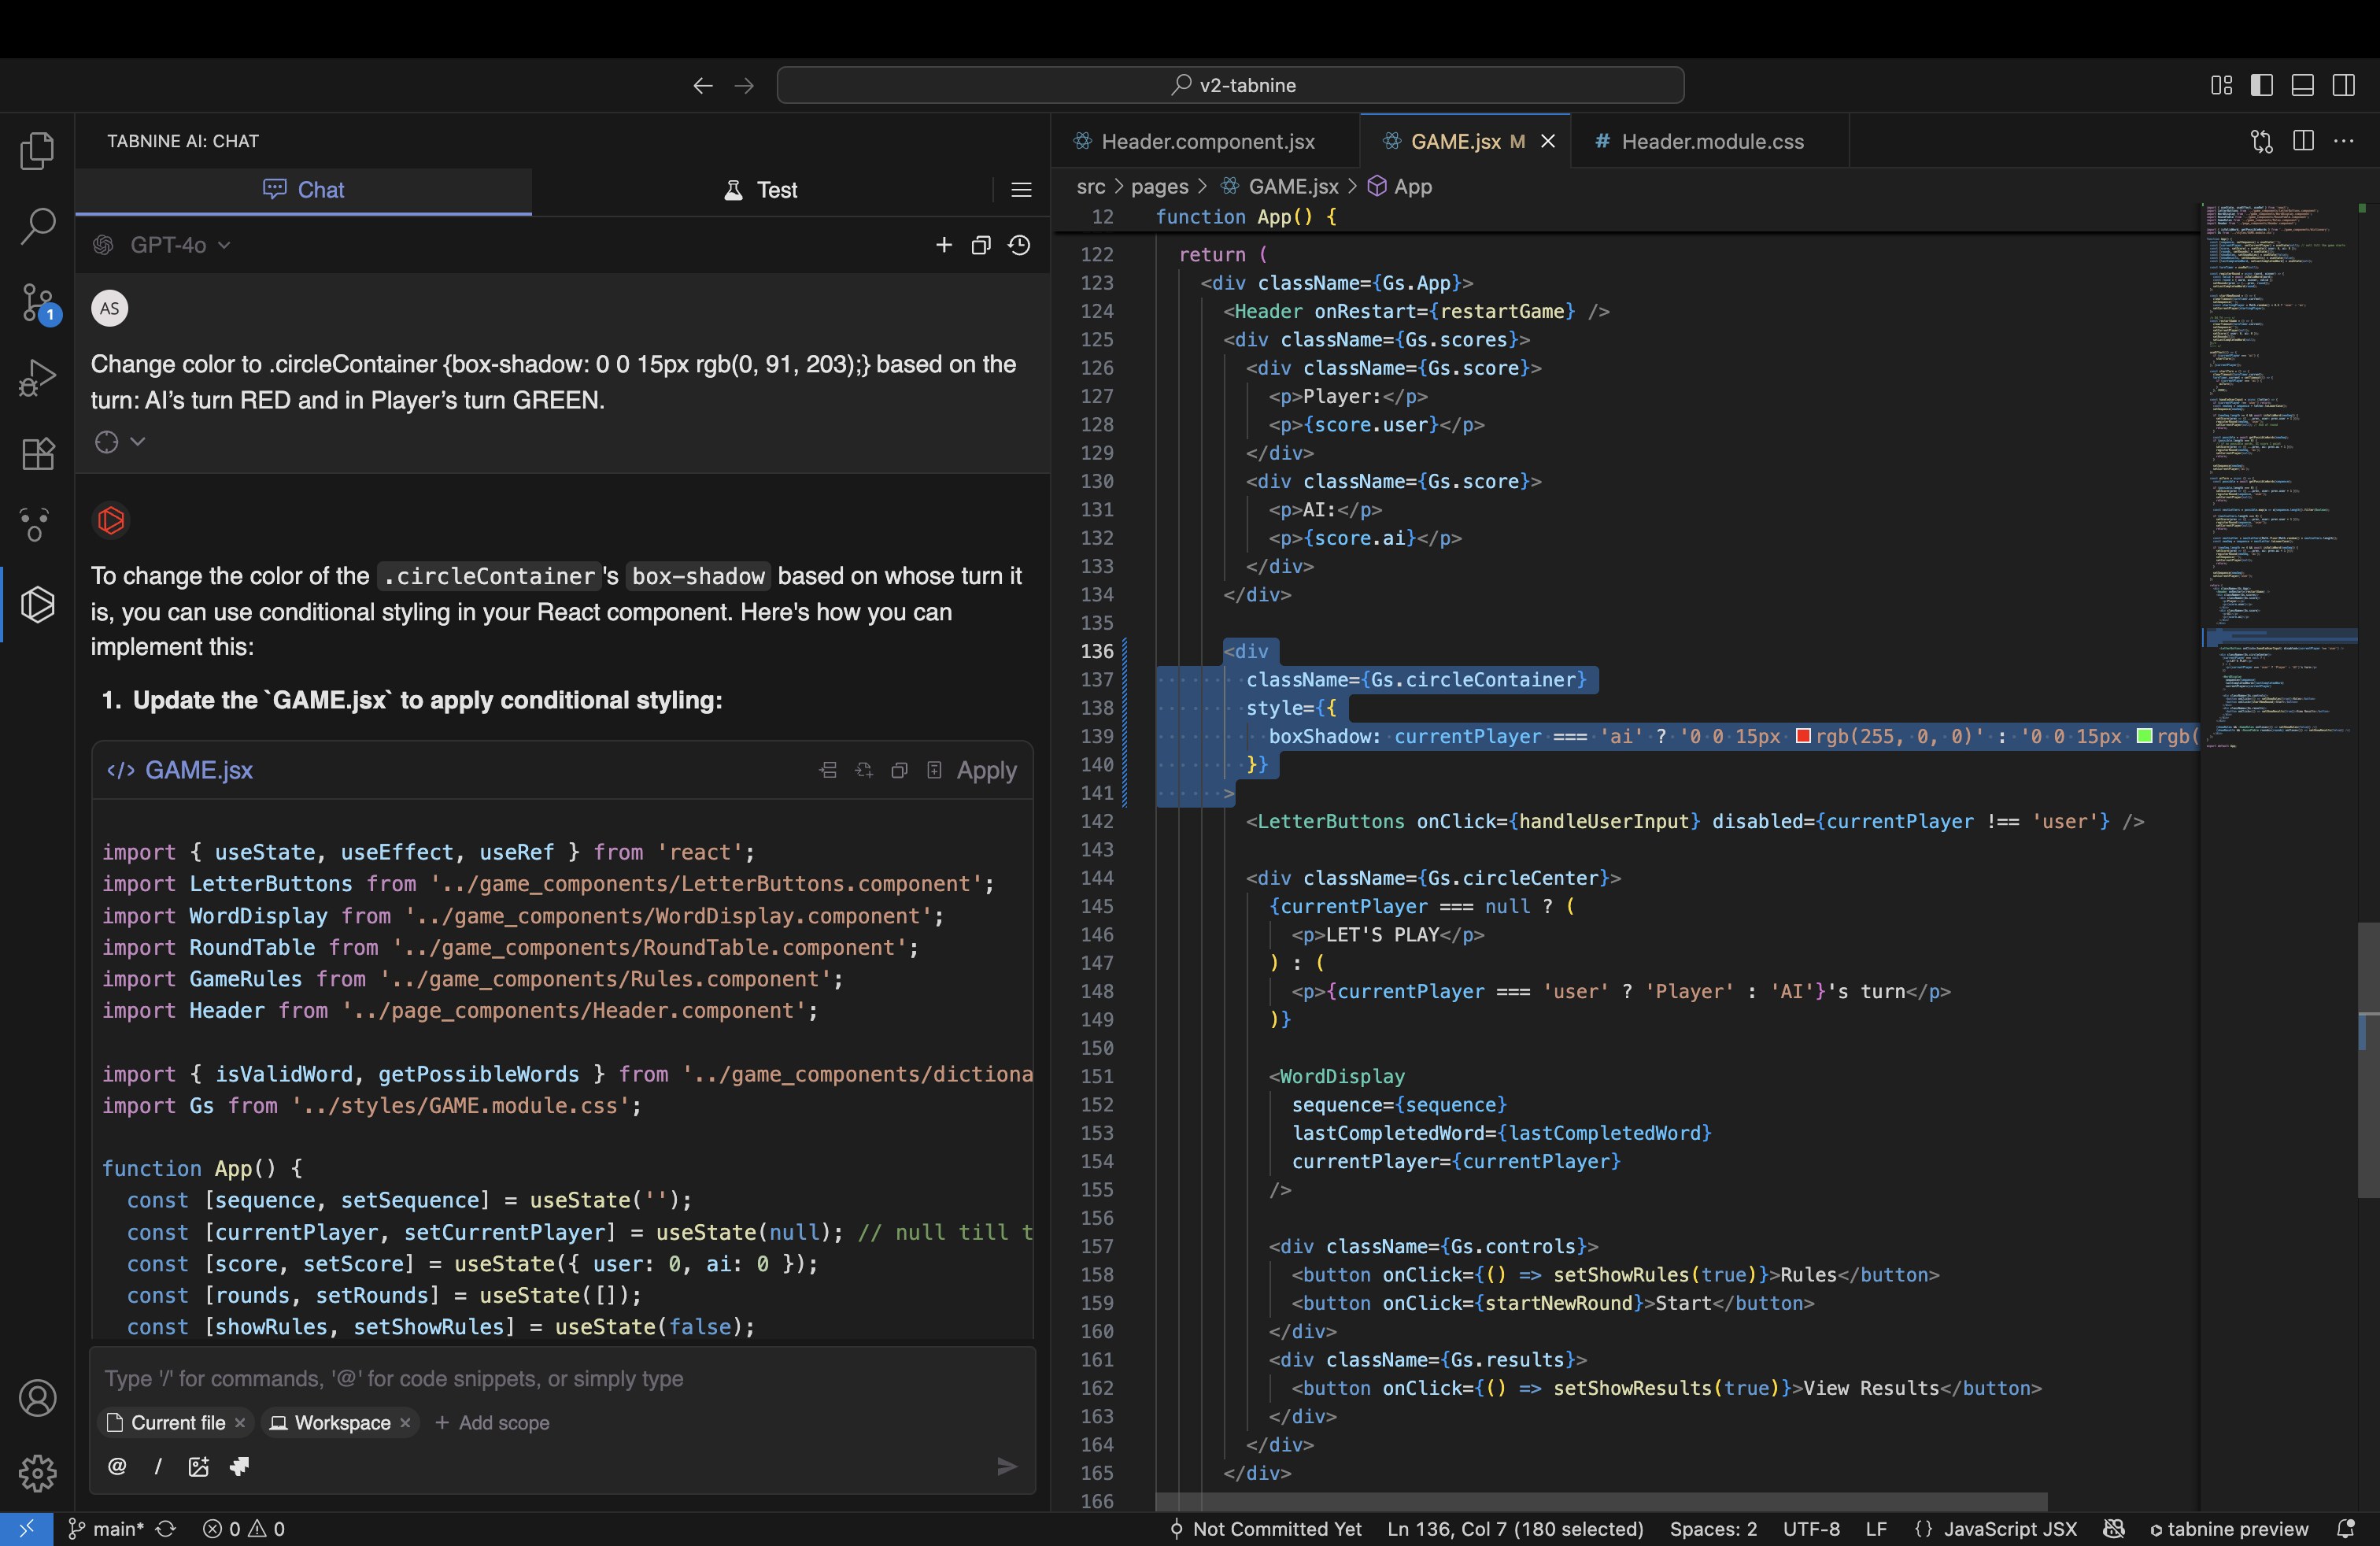 v2-tabnine
TABNINE AI: CHAT
Chat
Test
GPT-4o
AS
Change color to .circleContainer {box-shadow: 0 0 15px rgb(0, 91, 203);} based on the
turn: AI’s turn RED and in Player’s turn GREEN.
To change the color of the .circleContainer's box-shadow based on whose turn it
is, you can use conditional styling in your React component. Here's how you can
implement this:
1. Update the `GAME.jsx` to apply conditional styling:
</> GAME.jsx
Apply
import { useState, useEffect, useRef } from 'react';
import LetterButtons from '../game_components/LetterButtons.component';
import WordDisplay from '../game_components/WordDisplay.component';
import RoundTable from '../game_components/RoundTable.component';
import GameRules from '../game_components/Rules.component';
import Header from '../page_components/Header.component';
import { isValidWord, getPossibleWords } from '../game_components/dictiona
import Gs from '../styles/GAME.module.css';
function App() {
const [sequence, setSequence] = useState('');
const [currentPlayer, setCurrentPlayer] = useState(null); // null till t
const [score, setScore] = useState({ user: 0, ai: 0 });
const [rounds, setRounds] = useState([]);
const [showRules, setShowRules] = useState(false);
Type '/' for commands, '@' for code snippets, or simply type
Current file × Workspace × + Add scope
@ /
1
Header.component.jsx
GAME.jsx M
# Header.module.css
src > pages > GAME.jsx > App
12 function App() {
122 return (
123 <div className={Gs.App}>
124 <Header onRestart={restartGame} />
125 <div className={Gs.scores}>
126 <div className={Gs.score}>
127 <p>Player:</p>
128 <p>{score.user}</p>
129 </div>
130 <div className={Gs.score}>
131 <p>AI:</p>
132 <p>{score.ai}</p>
133 </div>
134 </div>
135
136 <div
137 className={Gs.circleContainer}
138 style={{
139 boxShadow: currentPlayer === 'ai' ? '0 0 15px rgb(255, 0, 0)' : '0 0 15px rgb(
140 }}
141 >
142 <LetterButtons onClick={handleUserInput} disabled={currentPlayer !== 'user'} />
143
144 <div className={Gs.circleCenter}>
145 {currentPlayer === null ? (
146 <p>LET'S PLAY</p>
147 ) : (
148 <p>{currentPlayer === 'user' ? 'Player' : 'AI'}'s turn</p>
149 )}
150
151 <WordDisplay
152 sequence={sequence}
153 lastCompletedWord={lastCompletedWord}
154 currentPlayer={currentPlayer}
155 />
156
157 <div className={Gs.controls}>
158 <button onClick={() => setShowRules(true)}>Rules</button>
159 <button onClick={startNewRound}>Start</button>
160 </div>
161 <div className={Gs.results}>
162 <button onClick={() => setShowResults(true)}>View Results</button>
163 </div>
164 </div>
165 </div>
166
main* 0 0
Not Committed Yet Ln 136, Col 7 (180 selected) Spaces: 2 UTF-8 LF {} JavaScript JSX tabnine preview